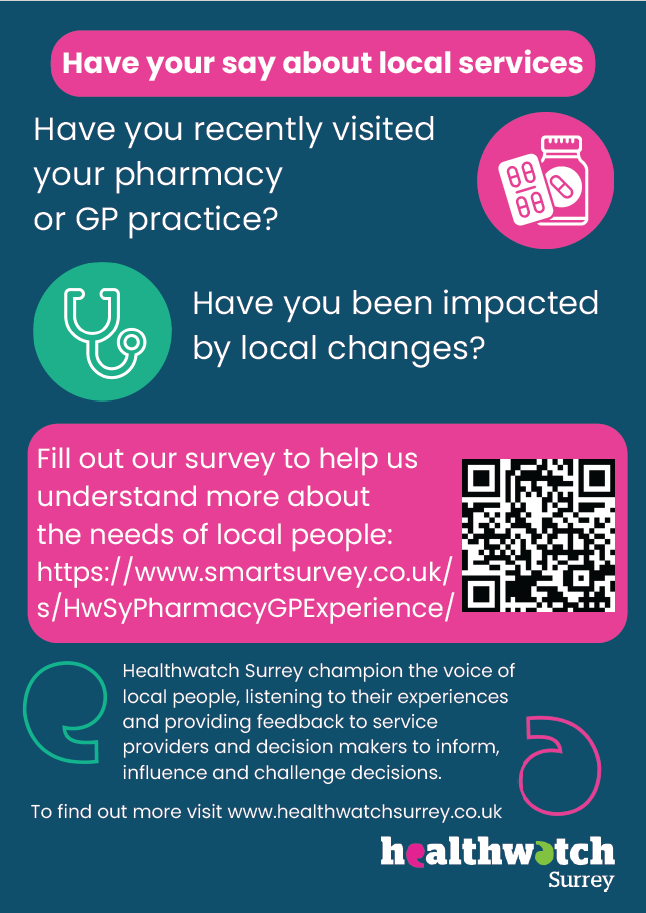 Have your say about local services
Have you recently visited
your pharmacy
or GP practice?
Have you been impacted
by local changes?
Fill out our survey to help us
understand more about
the needs of local people:
https://www.smartsurvey.co.uk/
s/HwSyPharmacyGPExperience/
Healthwatch Surrey champion the voice of
local people, listening to their experiences
and providing feedback to service
providers and decision makers to inform,
influence and challenge decisions.
To find out more visit www.healthwatchsurrey.co.uk
healthwatch
Surrey